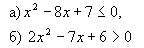 а) x² − 8x + 7 ≤ 0,
б) 2x² − 7x + 6 > 0